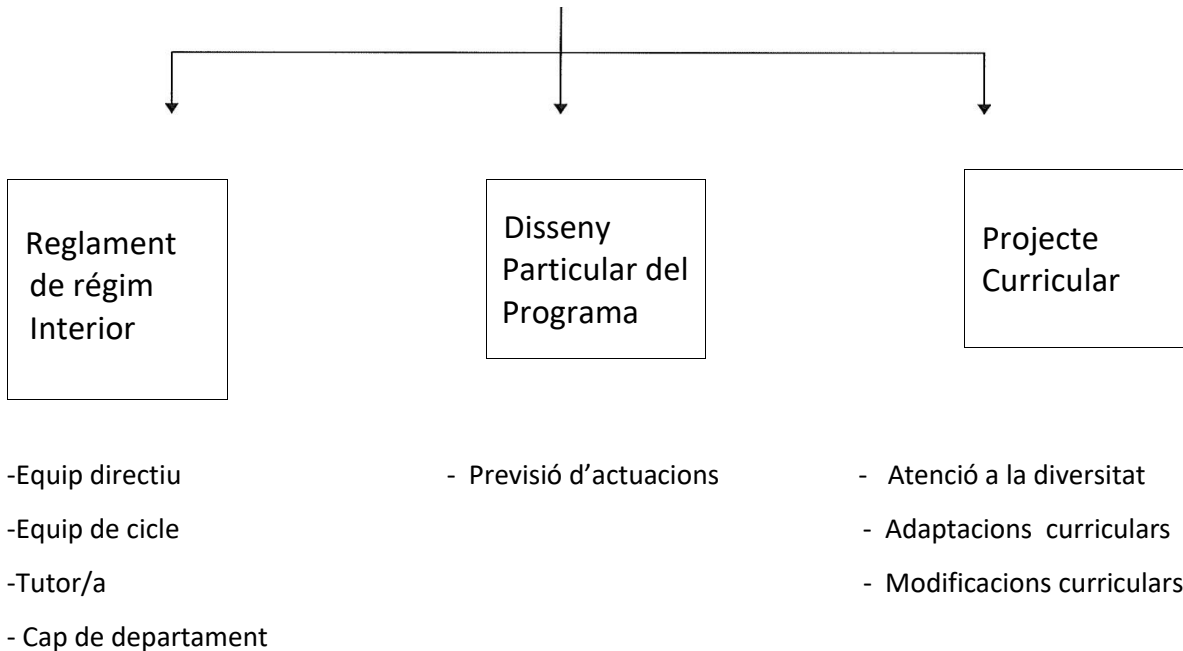 Reglament
de régim
Interior
Disseny
Particular del
Programa
Projecte
Curricular
-Equip directiu
-Equip de cicle
-Tutor/a
- Cap de departament
- Previsió d’actuacions
- Atenció a la diversitat
- Adaptacions curriculars
- Modificacions curriculars